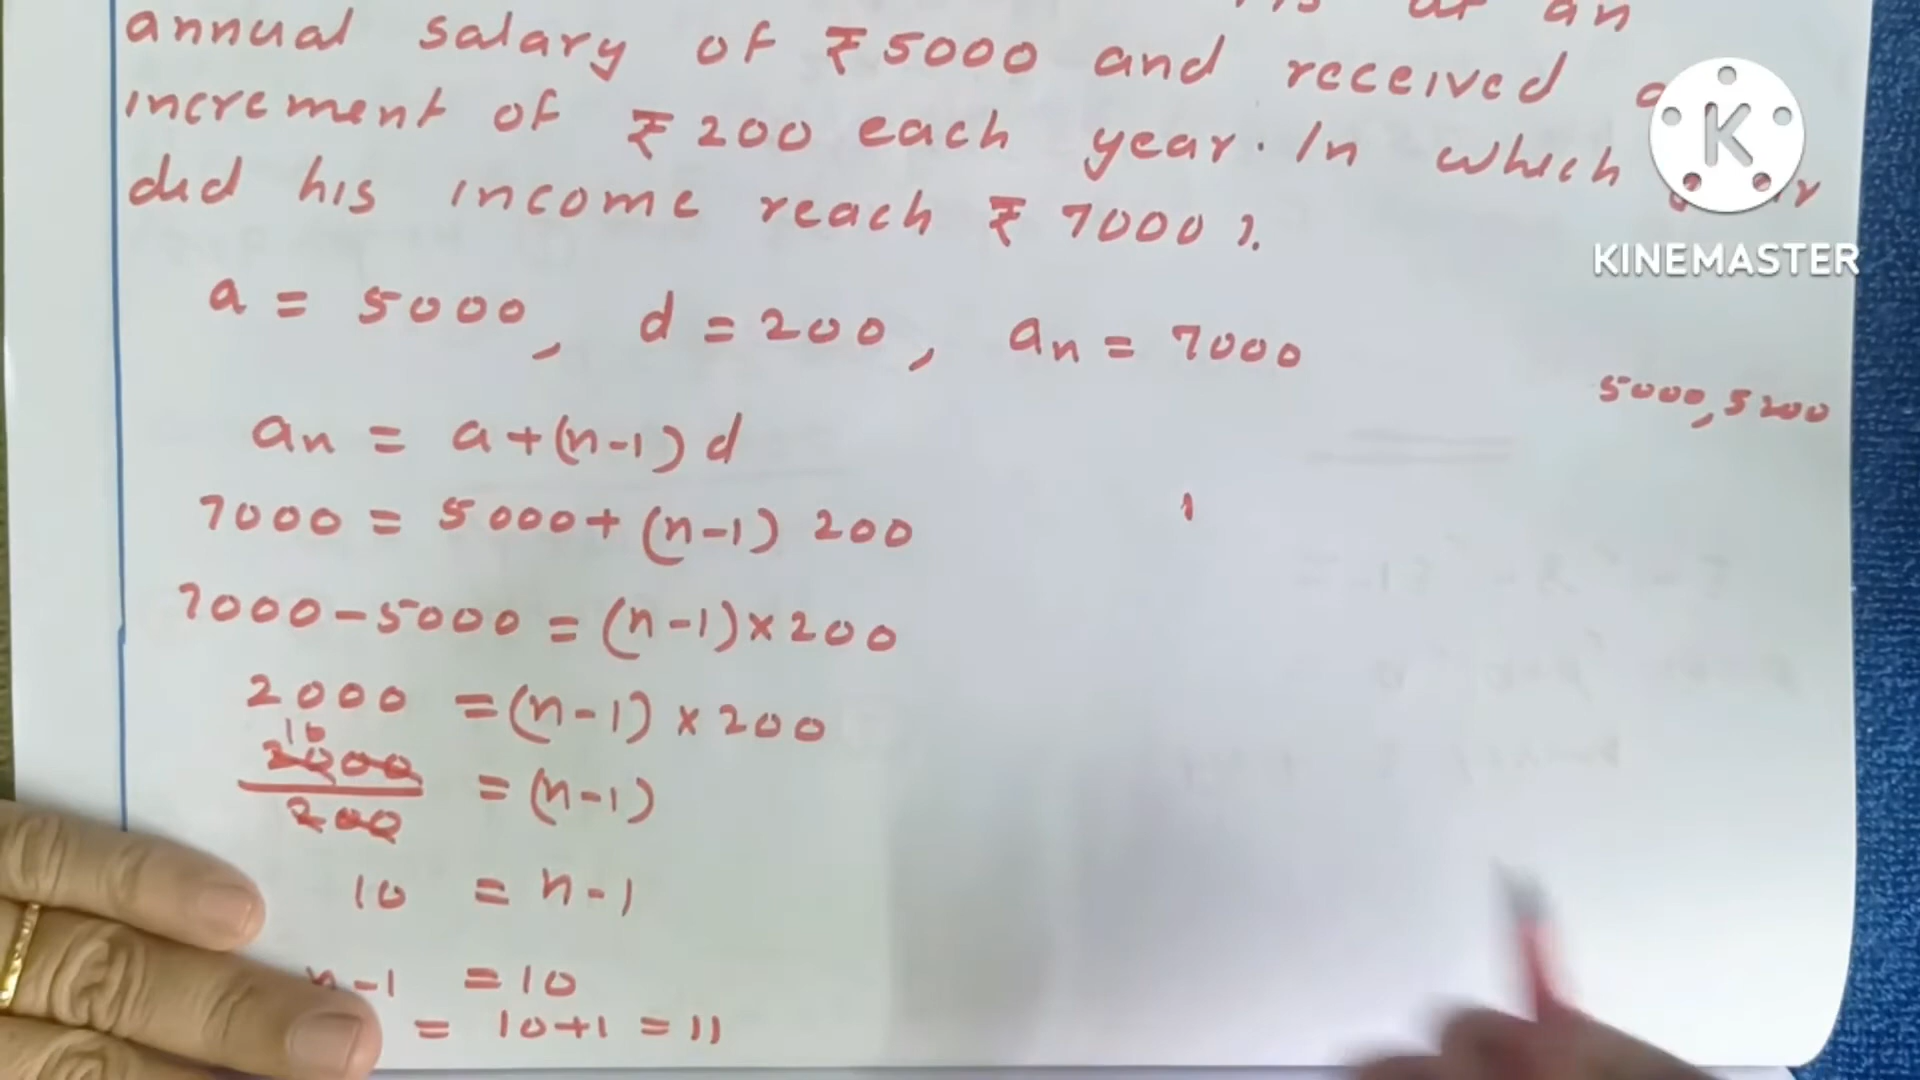 an
annual salary of ₹5000 and received
increment of ₹200 each year. In which
did his income reach ₹ 7000?.
K
KINEMASTER
a = 5000, d = 200, an = 7000
5000, 5200
an = a+(n-1) d
7000 = 5000+ (n-1) 200
1
7000-5000 = (n-1)×200
2000 = (n-1) × 200
10
2000
200
= (n-1)
10 = n-1
n-1 = 10
= 10+1 = 11